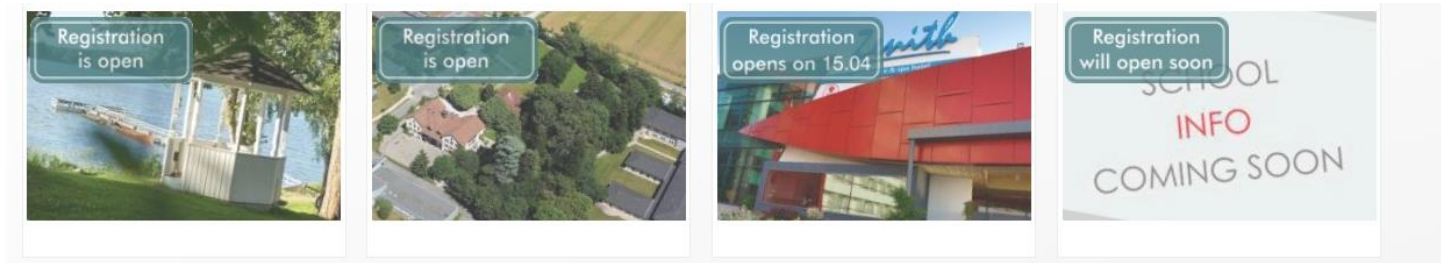 Registration
is open
Registration
is open
Registration
opens on 15.04
Registration
will open soon
SCHOOL
INFO
COMING SOON